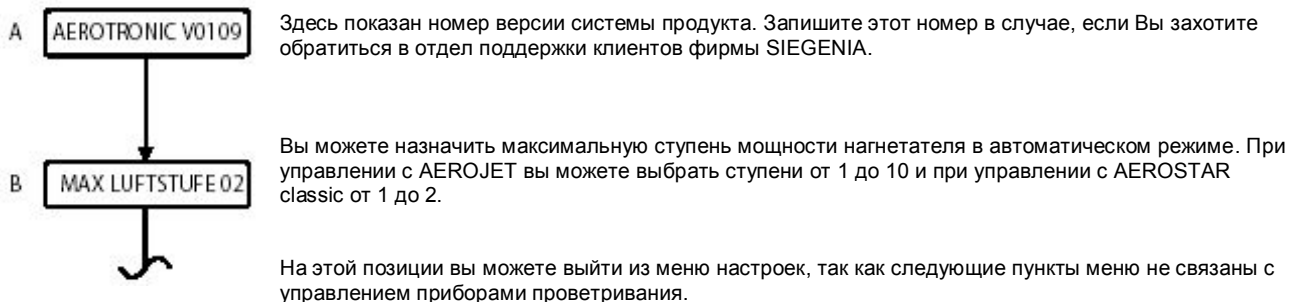 A AEROTRONIC V0109
Здесь показан номер версии системы продукта. Запишите этот номер в случае, если Вы захотите
обратиться в отдел поддержки клиентов фирмы SIEGENIA.
Вы можете назначить максимальную ступень мощности нагнетателя в автоматическом режиме. При
B MAX LUFTSTUFE 02
управлении с AEROJET вы можете выбрать ступени от 1 до 10 и при управлении с AEROSTAR
classic от 1 до 2.
На этой позиции вы можете выйти из меню настроек, так как следующие пункты меню не связаны с
управлением приборами проветривания.